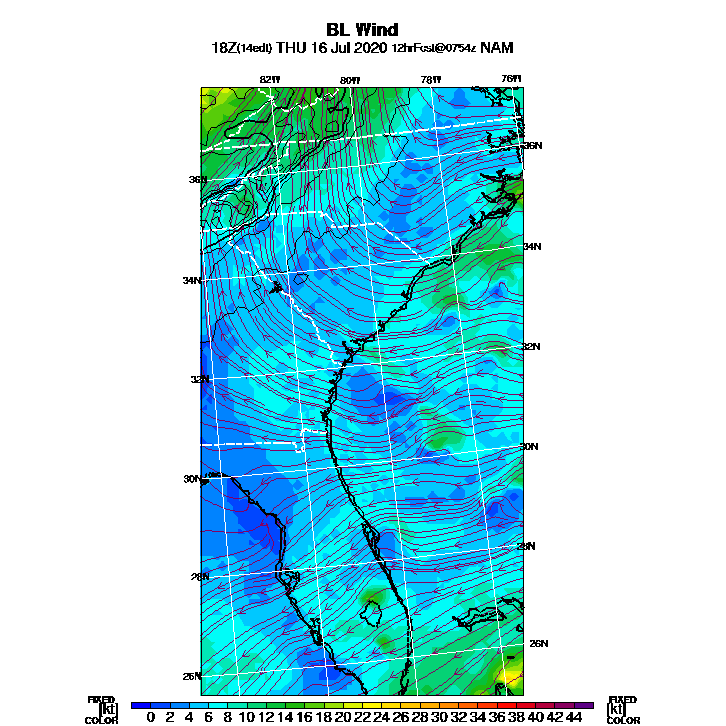 BL Wind
18Z(14edt) THU 16 Jul 2020 12hrFcst@0754z NAM
82W 80W 78W 76W
36N
36N
34N
34N
32N
32N
30N
30N
28N
28N
26N
26N
FIXED FIXED
[kt] 0 2 4 6 8 10 12 14 16 18 20 22 24 26 28 30 32 34 36 38 40 42 44 [kt]
COLOR COLOR